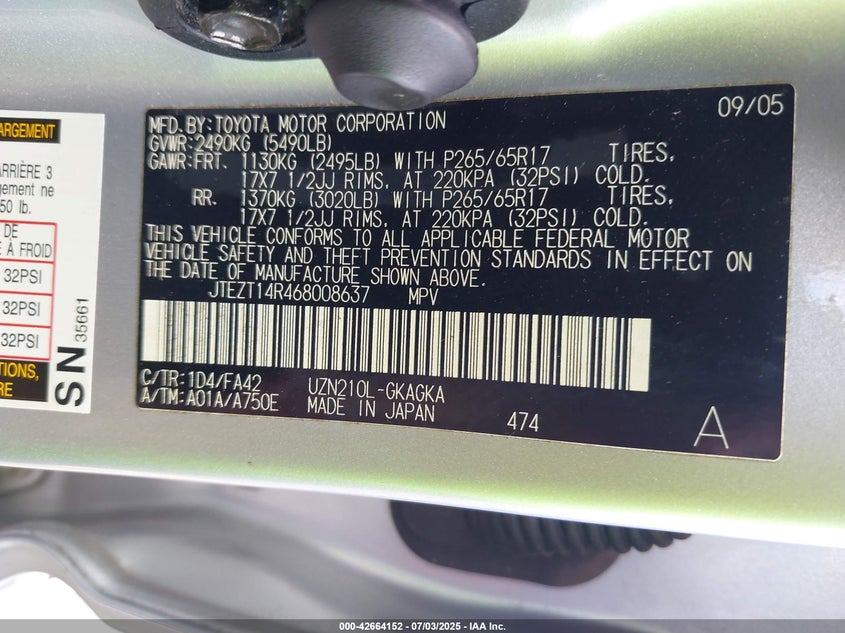 ARGEMENT
ARRIÈRE 3
gement ne
50 lb.
DE
E À FROID
32PSI
32PSI
32PSI
TIONS,
RE
SN 35661
09/05
MFD.BY:TOYOTA MOTOR CORPORATION
GVWR:2490KG (5490LB)
GAWR:FRT. 1130KG (2495LB) WITH P265/65R17 TIRES,
17X7 1/2JJ RIMS, AT 220KPA (32PSI) COLD.
RR. 1370KG (3020LB) WITH P265/65R17 TIRES,
17X7 1/2JJ RIMS, AT 220KPA (32PSI) COLD.
THIS VEHICLE CONFORMS TO ALL APPLICABLE FEDERAL MOTOR
VEHICLE SAFETY AND THEFT PREVENTION STANDARDS IN EFFECT ON
THE DATE OF MANUFACTURE SHOWN ABOVE.
JTEZT14R468008637 MPV
C/TR:1D4/FA42 UZN210L-GKAGKA
A/TM:A01A/A750E MADE IN JAPAN 474 A
000-42664152 - 07/03/2025 - IAA Inc.